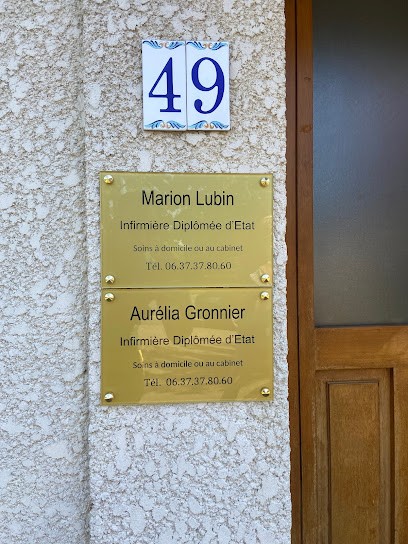 49
Marion Lubin
Infirmière Diplômée d'Etat
Soins à domicile ou au cabinet
Tél. 06.37.37.80.60
Aurélia Gronnier
Infirmière Diplômée d'Etat
Soins à domicile ou au cabinet
Tél. 06.37.37.80.60